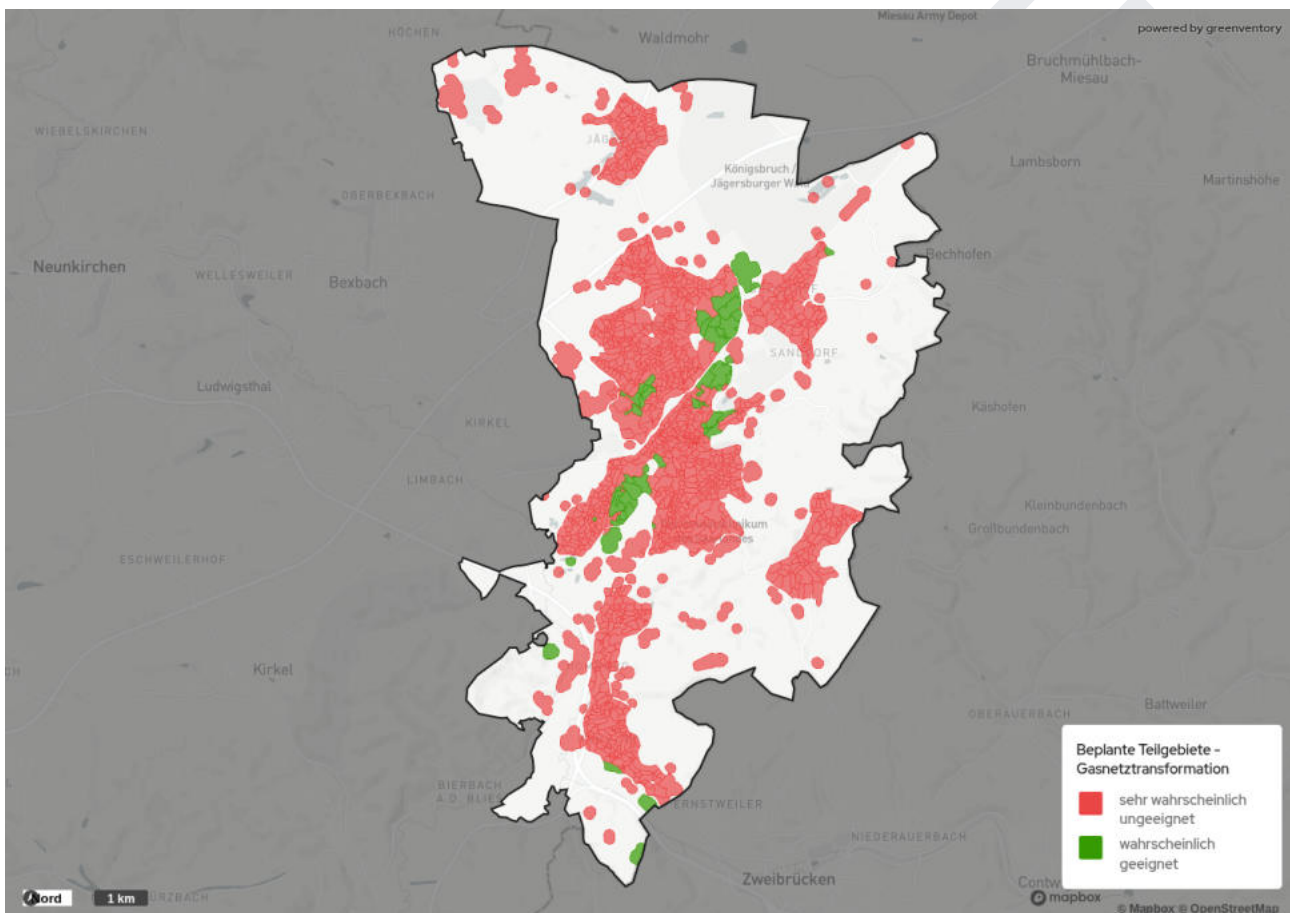 Miesau Army Depot
HÖCHEN
Waldmohr
powered by greenventory
Bruchmühlbach-
Miesau
WIEBELSKIRCHEN
Lambsborn
Königsbruch /
Jägersburger Wald
Martinshöhe
OBERBEXBACH
Bechhofen
Neunkirchen
WELLESWEILER
Bexbach
SANDDORF
Ludwigsthal
Käshofen
KIRKEL
LIMBACH
Kleinbundenbach
Großbundenbach
ESCHWEILERHOF
Kirkel
Battweiler
OBERAUERBACH
Beplante Teilgebiete -
Gasnetztransformation
sehr wahrscheinlich
ungeeignet
wahrscheinlich
geeignet
BIERBACH
A.D. BLIES
ERNSTWEILER
NIEDERAUERBACH
Zweibrücken
Contw
Nord
1 km
mapbox
© Mapbox © OpenStreetMap